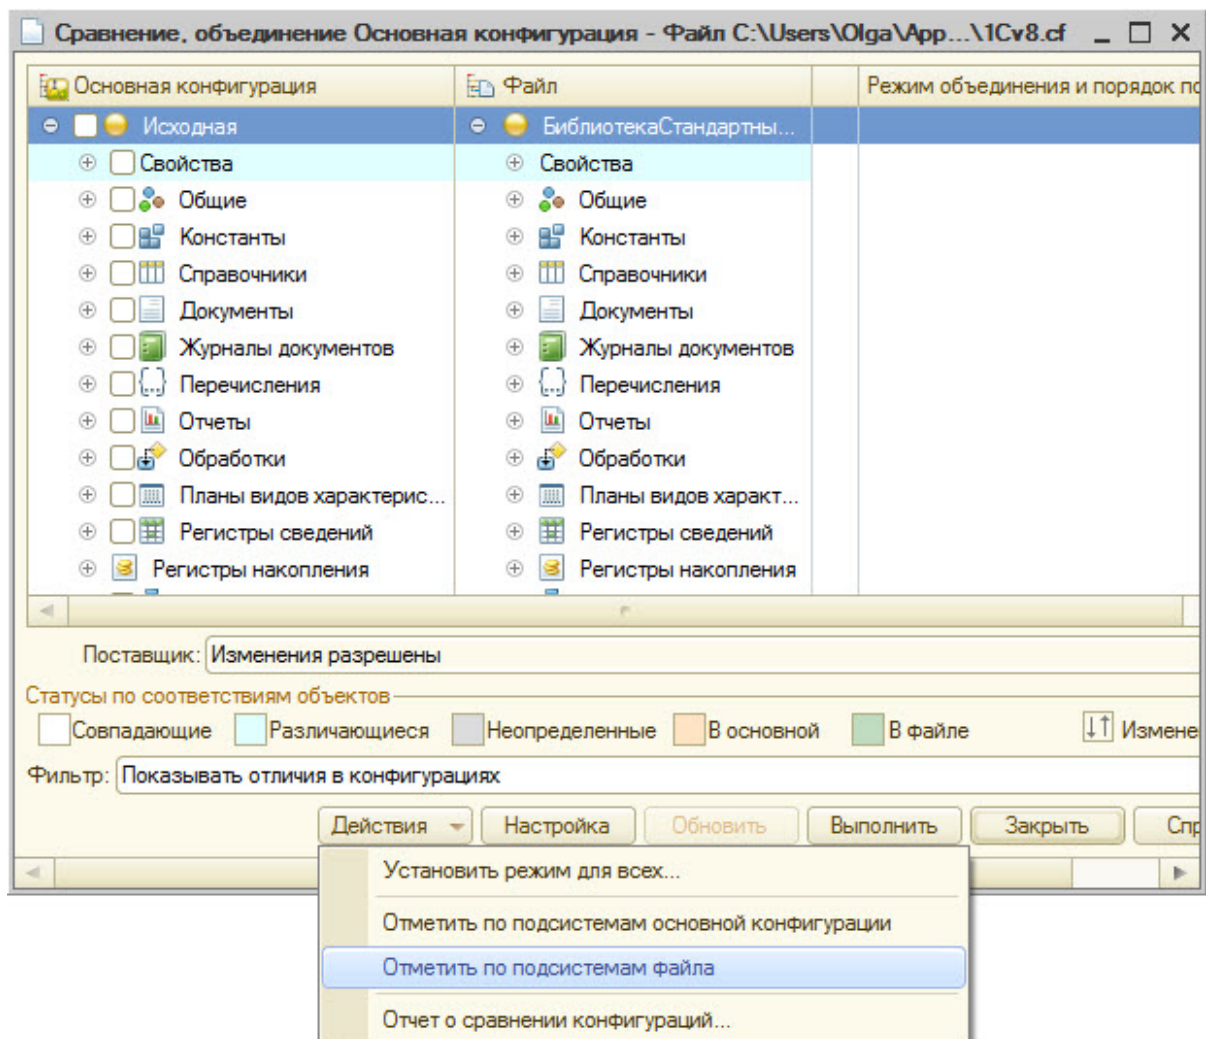 Сравнение, объединение Основная конфигурация - Файл C:\Users\Olga\App...\1Cv8.cf
Основная конфигурация Файл Режим объединения и порядок по
Исходная БиблиотекаСтандартны...
Свойства Свойства
Общие Общие
Константы Константы
Справочники Справочники
Документы Документы
Журналы документов Журналы документов
Перечисления Перечисления
Отчеты Отчеты
Обработки Обработки
Планы видов характерис... Планы видов характ...
Регистры сведений Регистры сведений
Регистры накопления Регистры накопления
Поставщик: Изменения разрешены
Статусы по соответствиям объектов
Совпадающие Различающиеся Неопределенные В основной В файле Измене
Фильтр: Показывать отличия в конфигурациях
Действия Настройка Обновить Выполнить Закрыть Спр
Установить режим для всех...
Отметить по подсистемам основной конфигурации
Отметить по подсистемам файла
Отчет о сравнении конфигураций...